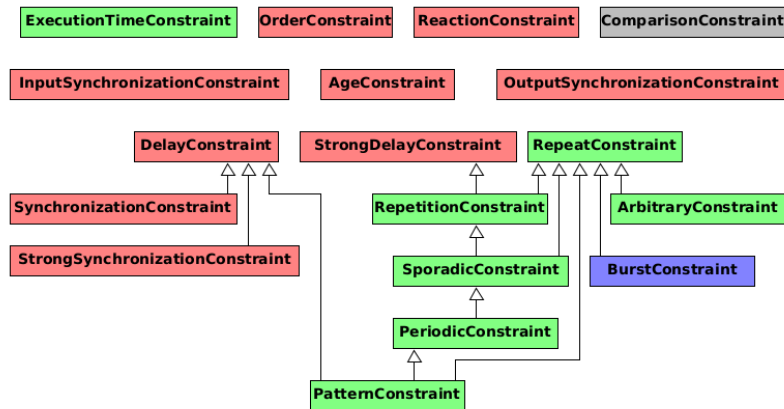 ExecutionTimeConstraint
OrderConstraint
ReactionConstraint
ComparisonConstraint
InputSynchronizationConstraint
AgeConstraint
OutputSynchronizationConstraint
DelayConstraint
StrongDelayConstraint
RepeatConstraint
SynchronizationConstraint
RepetitionConstraint
ArbitraryConstraint
StrongSynchronizationConstraint
SporadicConstraint
BurstConstraint
PeriodicConstraint
PatternConstraint